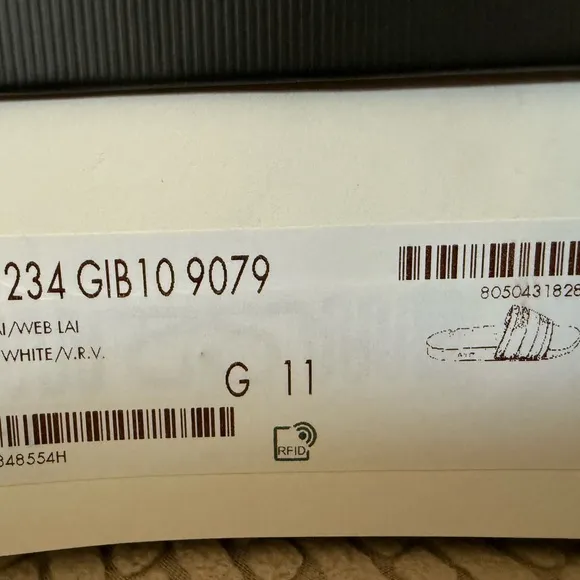 234 GIB10 9079
8050431828
AI/WEB LAI
WHITE/V.R.V.
G 11
RFID
848554H